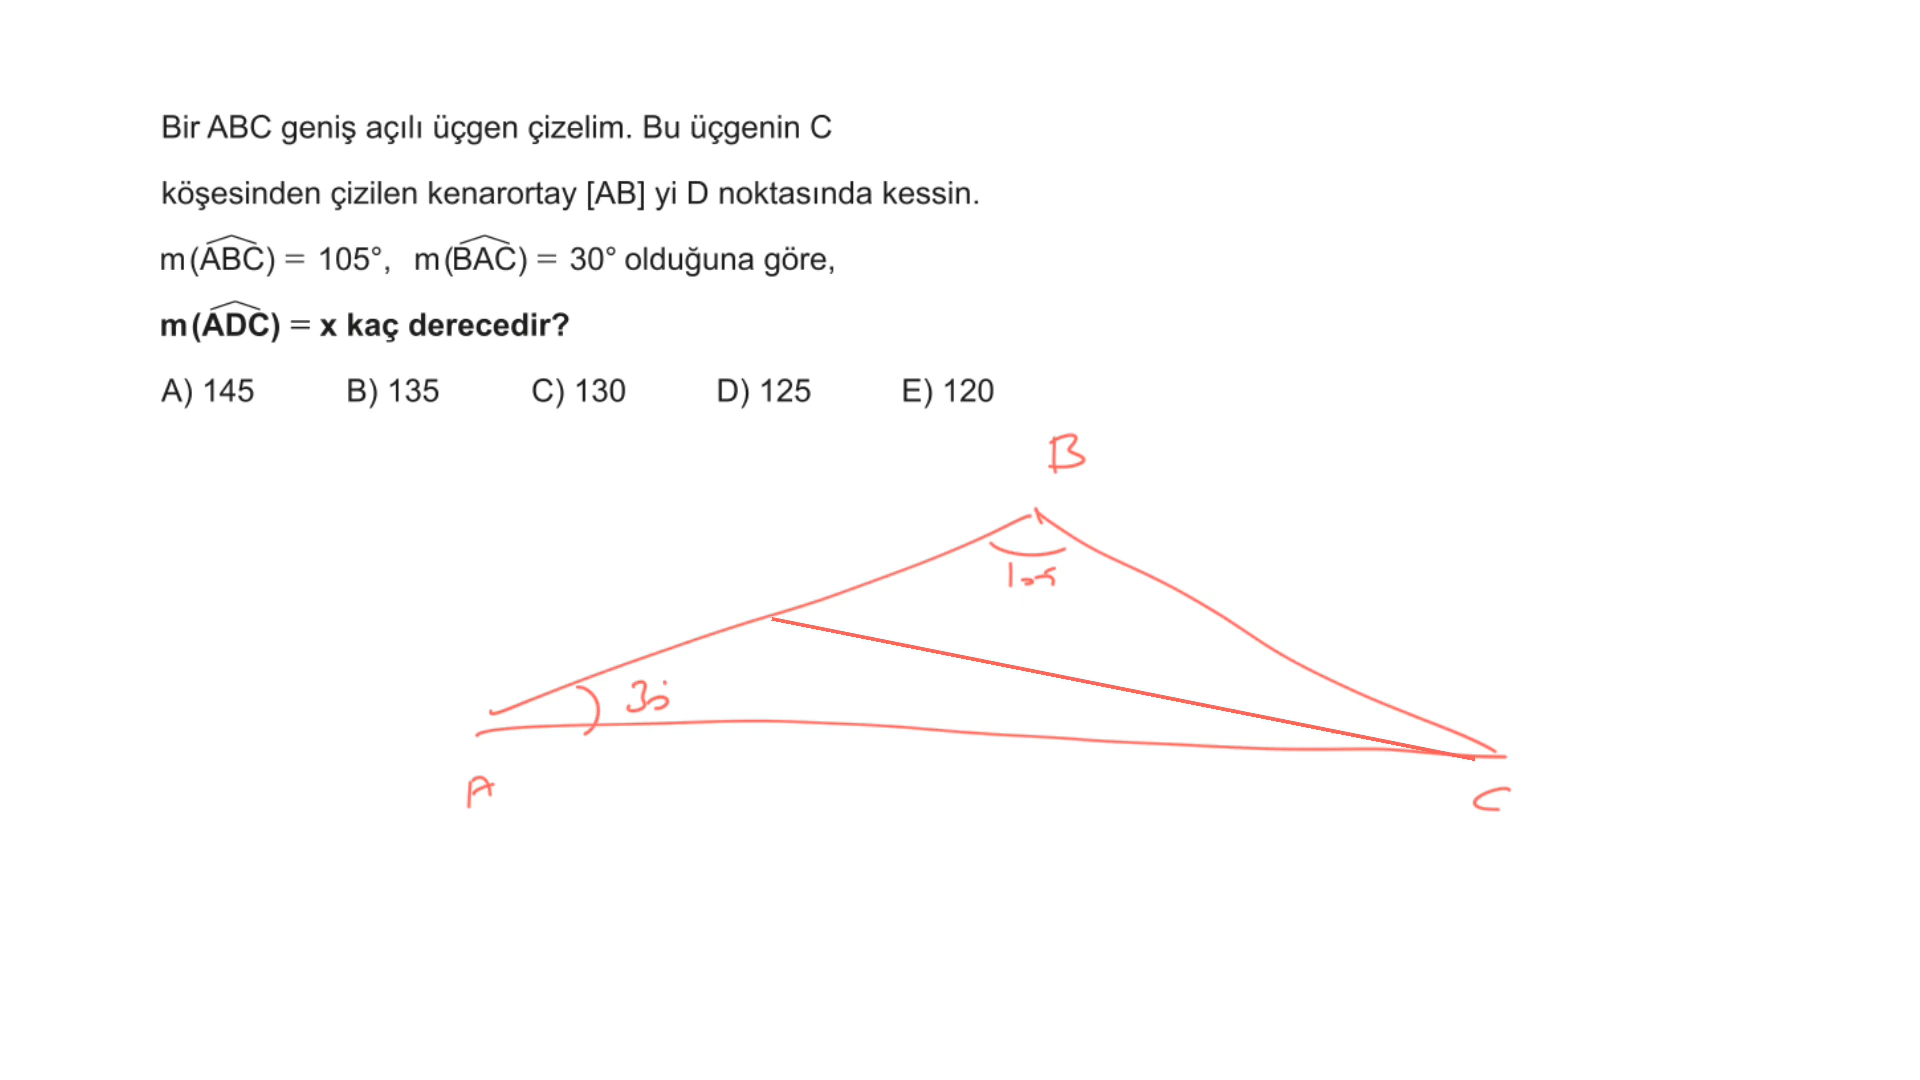 Bir ABC geniş açılı üçgen çizelim. Bu üçgenin C
köşesinden çizilen kenarortay [AB] yi D noktasında kessin.
m(ABC) = 105°, m(BAC) = 30° olduğuna göre,
m(ADC) = x kaç derecedir?
A) 145 B) 135 C) 130 D) 125 E) 120
B
105
30
A
C